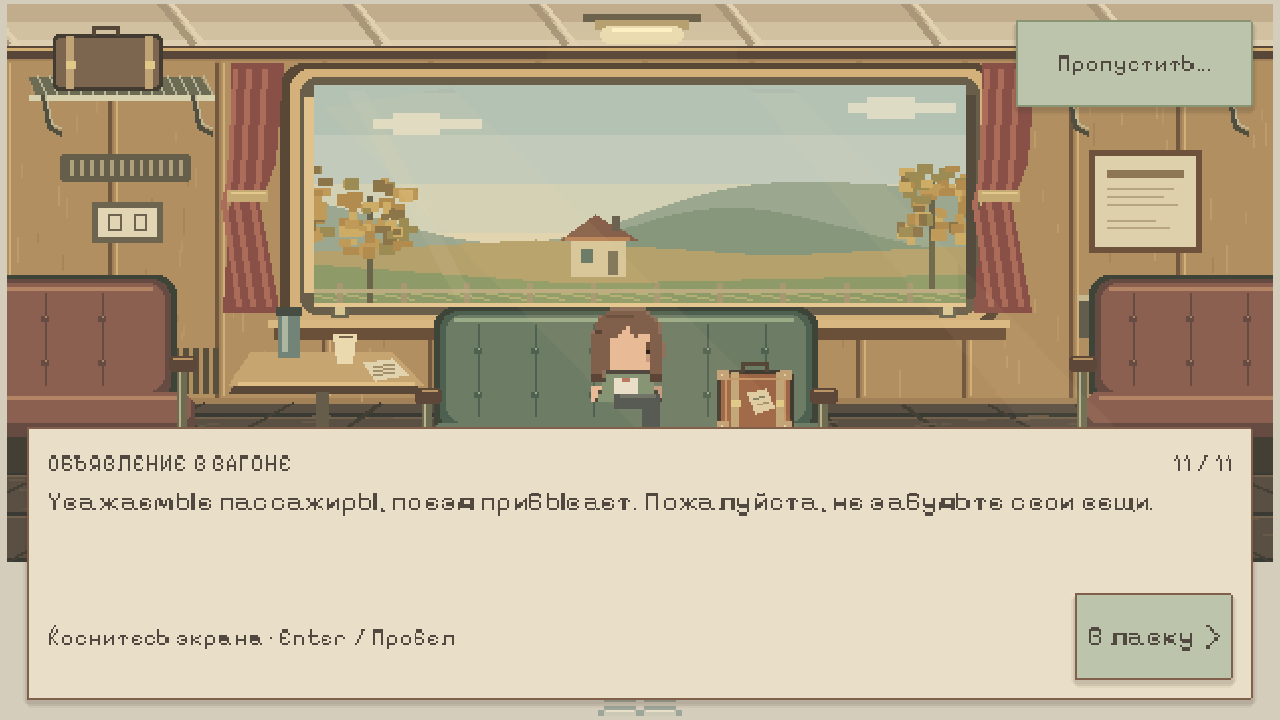 Пропустить...
ОБЪЯВЛЕНИЕ В ВАГОНЕ
11 / 11
Уважаемые пассажиры, поезд прибывает. Пожалуйста, не забудьте свои вещи.
Коснитесь экрана · Enter / Пробел
В лавку >